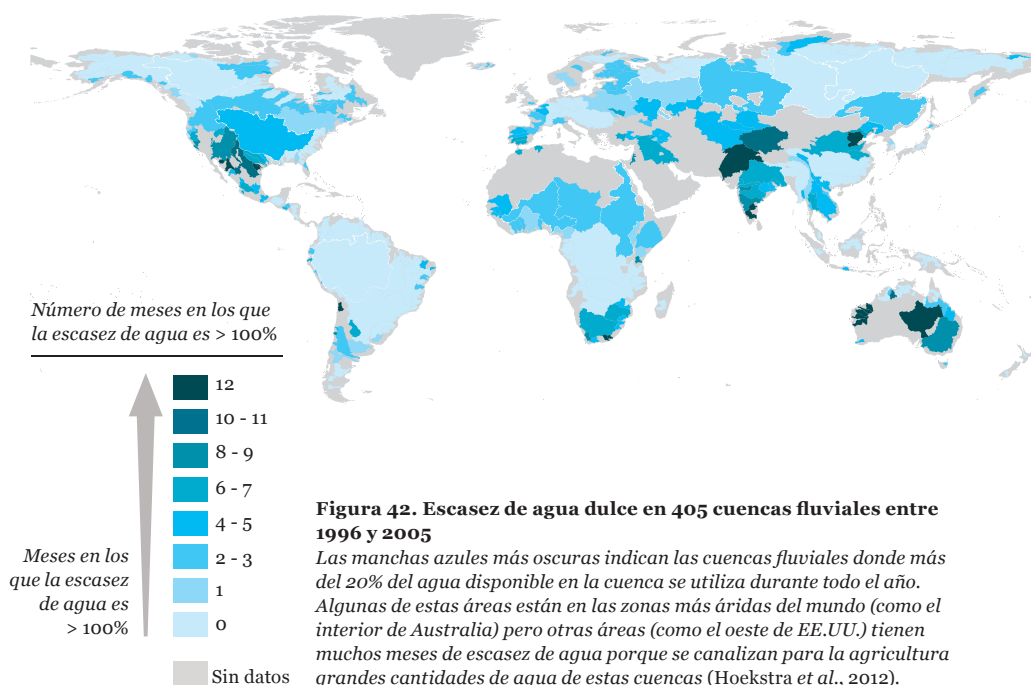 Número de meses en los que
la escasez de agua es > 100%
12
10 - 11
8 - 9
6 - 7
4 - 5
2 - 3
1
0
Sin datos
Meses en los
que la escasez
de agua es
> 100%
Figura 42. Escasez de agua dulce en 405 cuencas fluviales entre
1996 y 2005
Las manchas azules más oscuras indican las cuencas fluviales donde más
del 20% del agua disponible en la cuenca se utiliza durante todo el año.
Algunas de estas áreas están en las zonas más áridas del mundo (como el
interior de Australia) pero otras áreas (como el oeste de EE.UU.) tienen
muchos meses de escasez de agua porque se canalizan para la agricultura
grandes cantidades de agua de estas cuencas (Hoekstra et al., 2012).